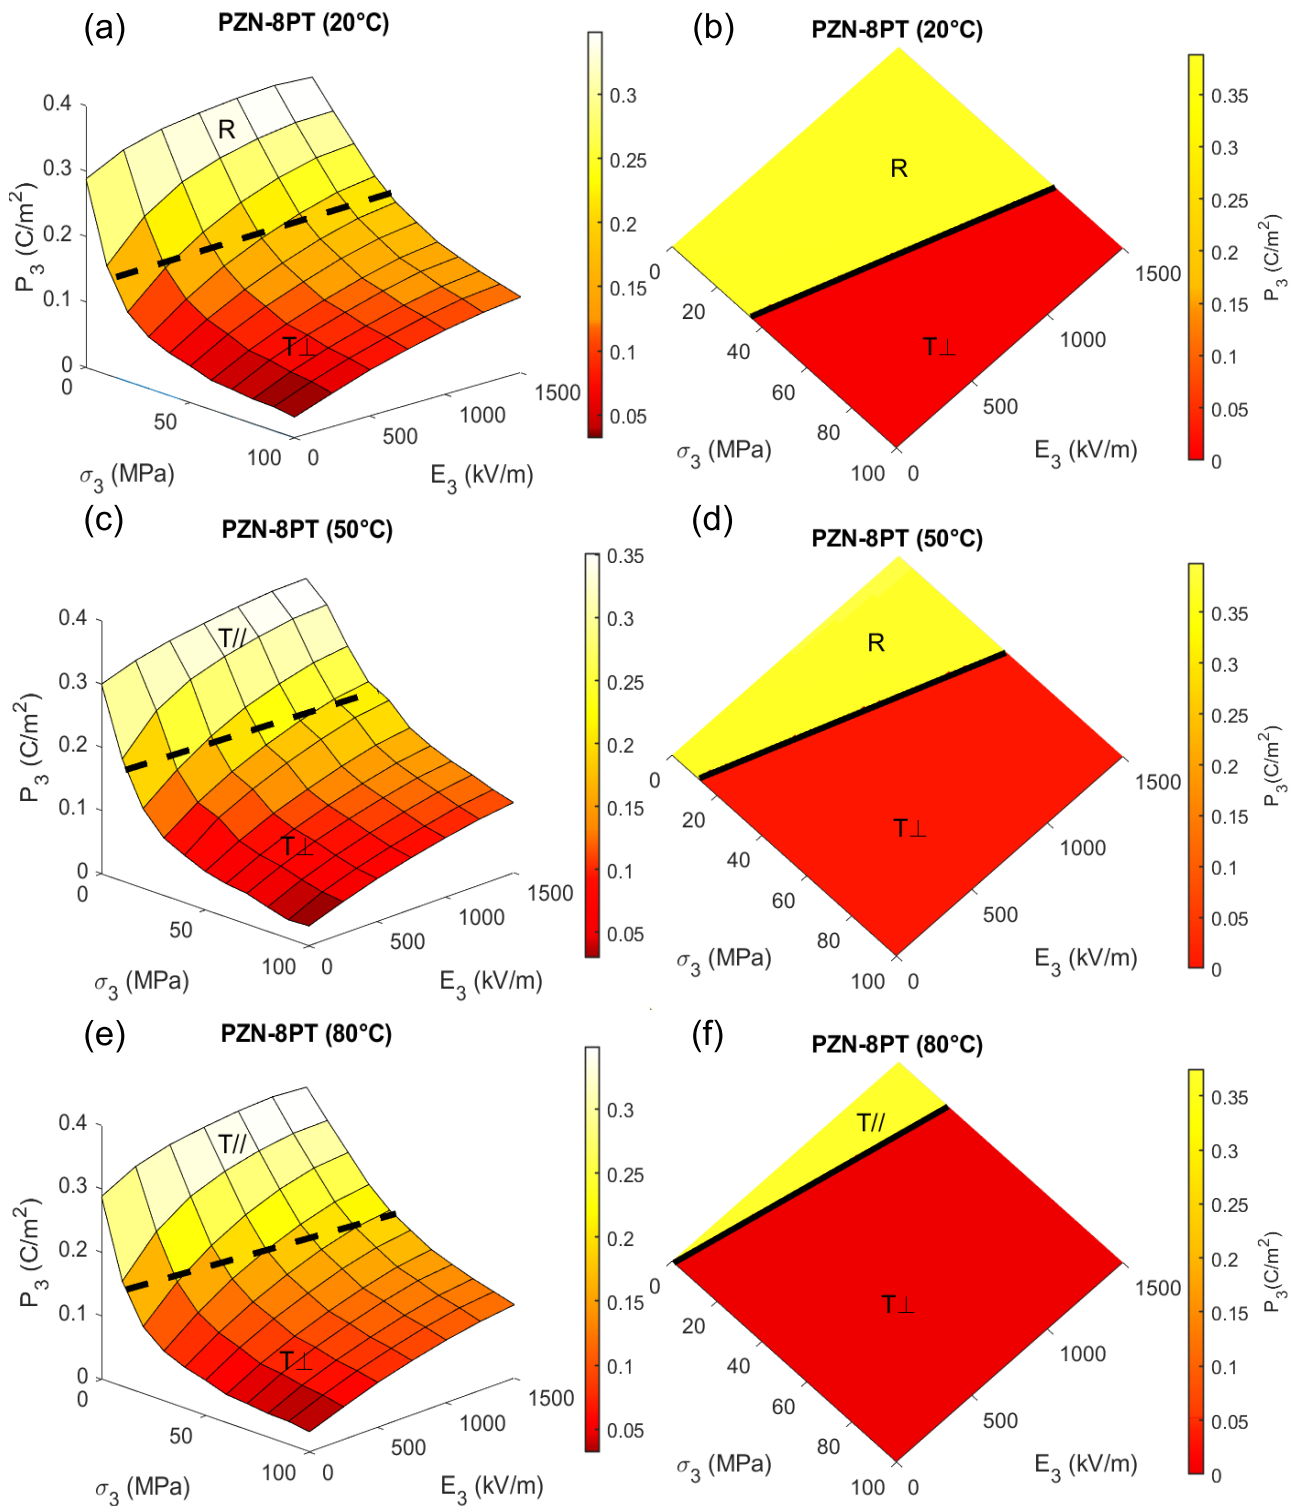 (a)
PZN-8PT (20°C)
0.4
0.3
0.2
0.1
0
P3 (C/m2)
R
T⊥
0
50
100
σ3 (MPa)
0
500
1000
1500
E3 (kV/m)
0.3
0.25
0.2
0.15
0.1
0.05
(b)
PZN-8PT (20°C)
R
T⊥
0
20
40
60
80
100
σ3 (MPa)
0
500
1000
1500
E3 (kV/m)
0.35
0.3
0.25
0.2
0.15
0.1
0.05
0
P3 (C/m2)
(c)
PZN-8PT (50°C)
0.4
0.3
0.2
0.1
0
P3 (C/m2)
T//
T⊥
0
50
100
σ3 (MPa)
0
500
1000
1500
E3 (kV/m)
0.35
0.3
0.25
0.2
0.15
0.1
0.05
(d)
PZN-8PT (50°C)
R
T⊥
0
20
40
60
80
100
σ3 (MPa)
0
500
1000
1500
E3 (kV/m)
0.35
0.3
0.25
0.2
0.15
0.1
0.05
0
P3(C/m2)
(e)
PZN-8PT (80°C)
0.4
0.3
0.2
0.1
0
P3 (C/m2)
T//
T⊥
0
50
100
σ3 (MPa)
0
500
1000
1500
E3 (kV/m)
0.3
0.25
0.2
0.15
0.1
0.05
(f)
PZN-8PT (80°C)
T//
T⊥
0
20
40
60
80
100
σ3 (MPa)
0
500
1000
1500
E3 (kV/m)
0.35
0.3
0.25
0.2
0.15
0.1
0.05
0
P3(C/m2)